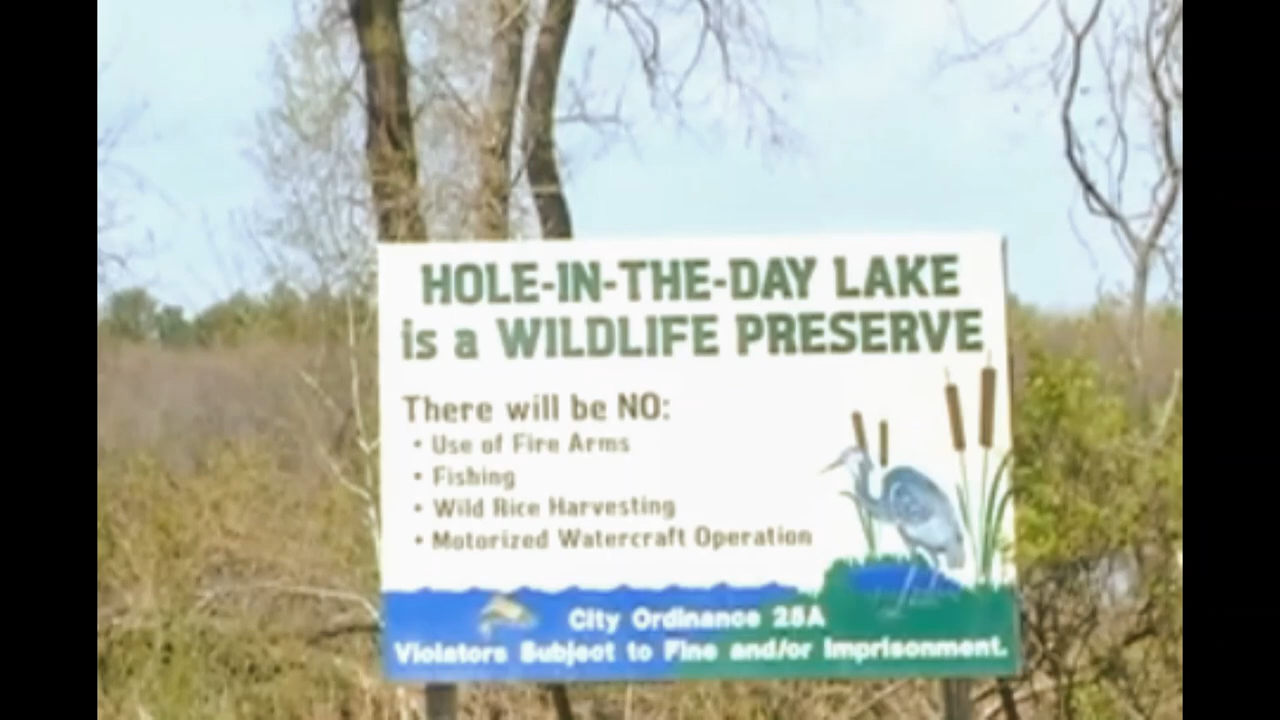 HOLE-IN-THE-DAY LAKE
is a WILDLIFE PRESERVE
There will be NO:
• Use of Fire Arms
• Fishing
• Wild Rice Harvesting
• Motorized Watercraft Operation
City Ordinance 25A
Violators Subject to Fine and/or Imprisonment.